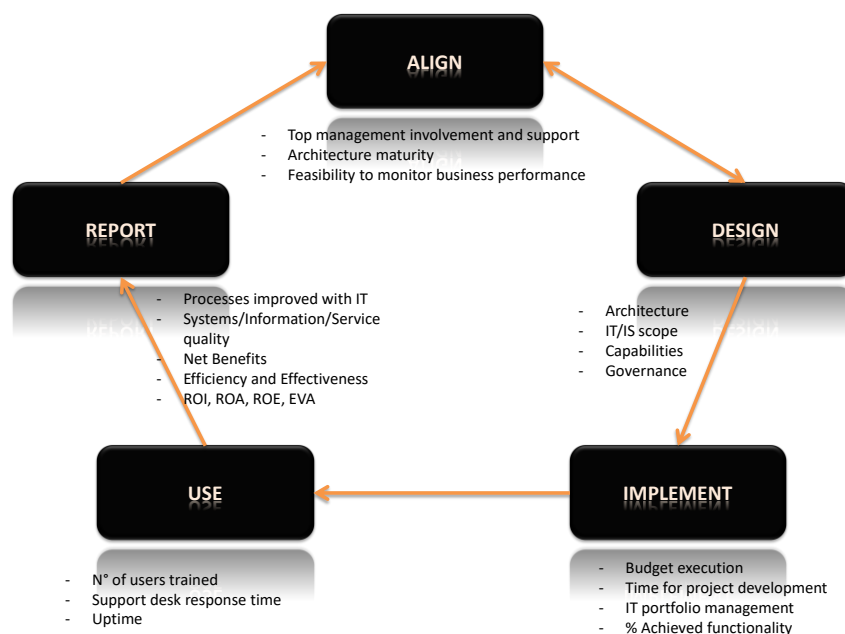 ALIGN
- Top management involvement and support
- Architecture maturity
- Feasibility to monitor business performance
REPORT
DESIGN
- Processes improved with IT
- Systems/Information/Service
quality
- Net Benefits
- Efficiency and Effectiveness
- ROI, ROA, ROE, EVA
- Architecture
- IT/IS scope
- Capabilities
- Governance
USE
IMPLEMENT
- N° of users trained
- Support desk response time
- Uptime
- Budget execution
- Time for project development
- IT portfolio management
- % Achieved functionality